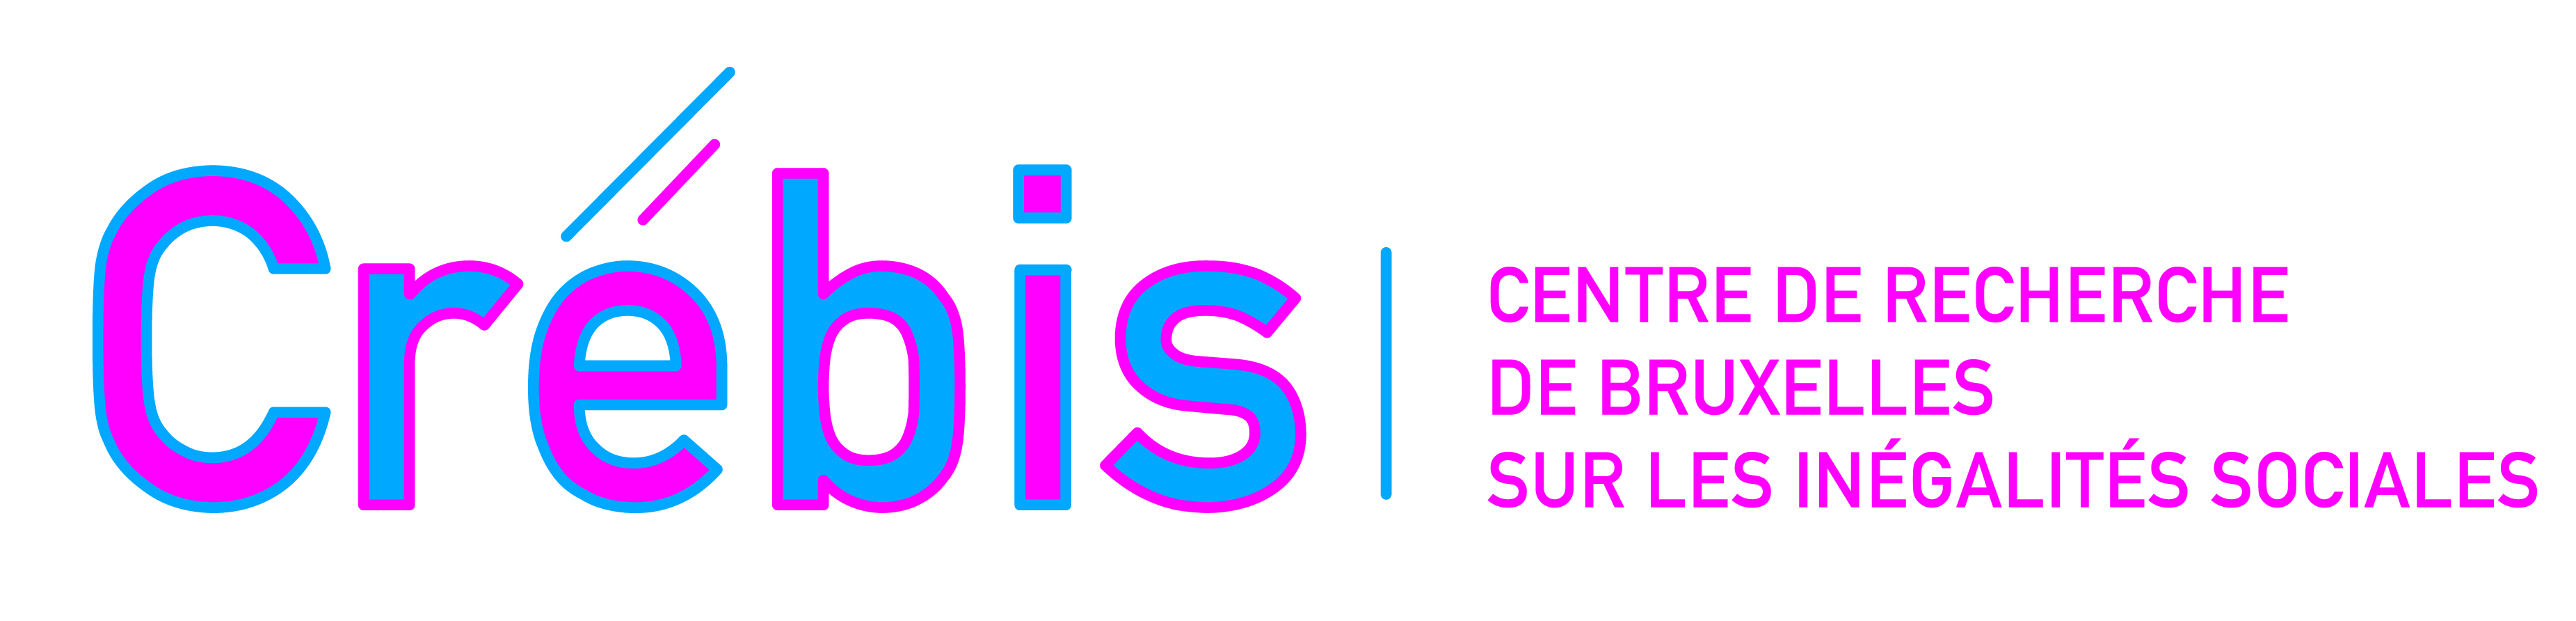 Crébis
CENTRE DE RECHERCHE
DE BRUXELLES
SUR LES INÉGALITÉS SOCIALES